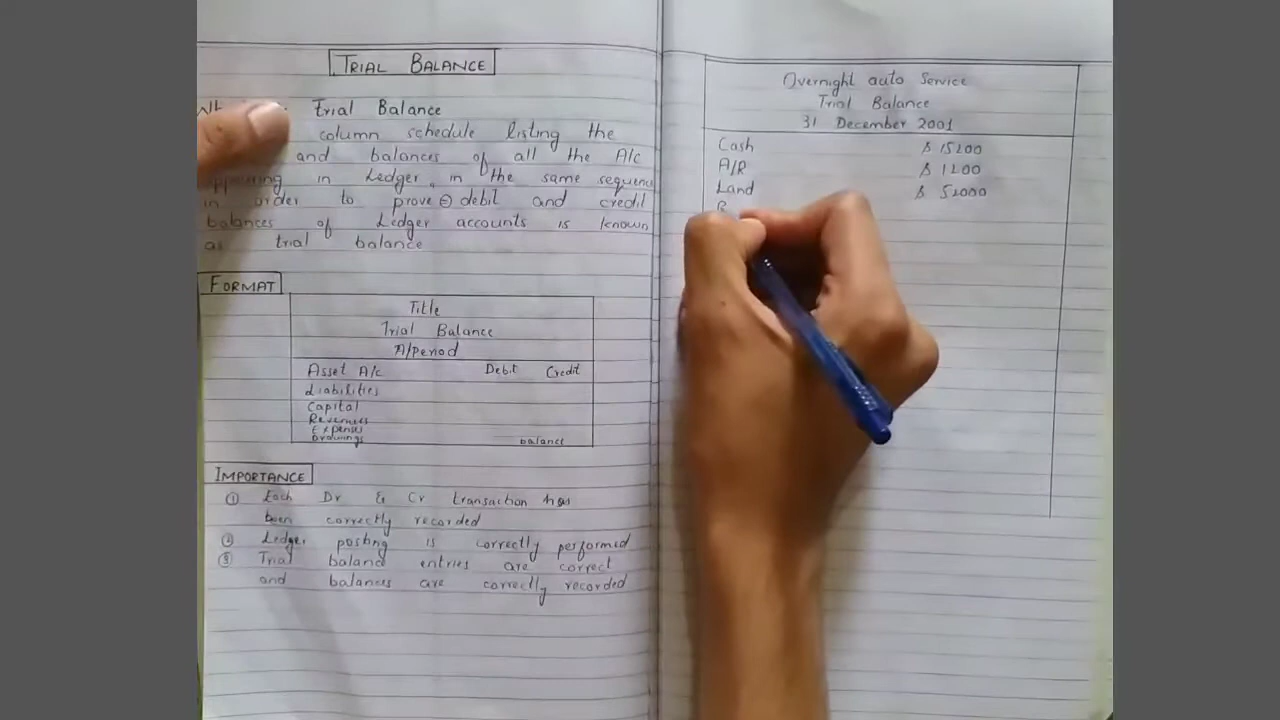 TRIAL BALANCE
Trial Balance
column schedule listing the
and balances of all the A/c
appearing in Ledger, in the same sequence
in order to prove = debit and credit
balances of Ledger accounts is known
as trial balance
FORMAT
Title
Trial Balance
A/period
Asset A/c Debit Credit
Liabilities
Capital
Revenues
Expenses
Drawings balance
IMPORTANCE
① Each Dr & Cr transaction has
been correctly recorded
② Ledger posting is correctly performed
③ Trial balance entries are correct
and balances are correctly recorded
Overnight auto Service
Trial Balance
31 December 2001
Cash $ 15200
A/R $ 1200
Land $ 52000
B